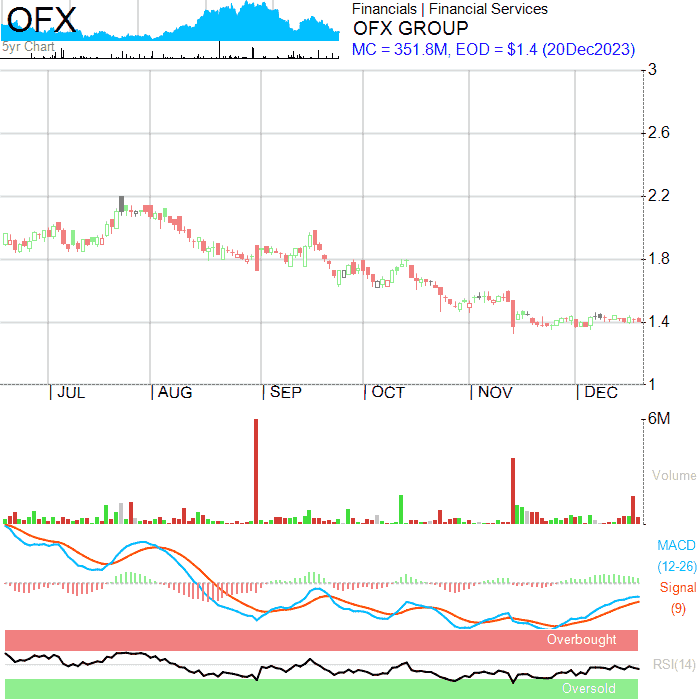 OFX
5yr Chart
Financials | Financial Services
OFX GROUP
MC = 351.8M, EOD = $1.4 (20Dec2023)
3
2.6
2.2
1.8
1.4
1
JUL
AUG
SEP
OCT
NOV
DEC
6M
Volume
MACD
(12-26)
Signal
(9)
Overbought
RSI(14)
Oversold